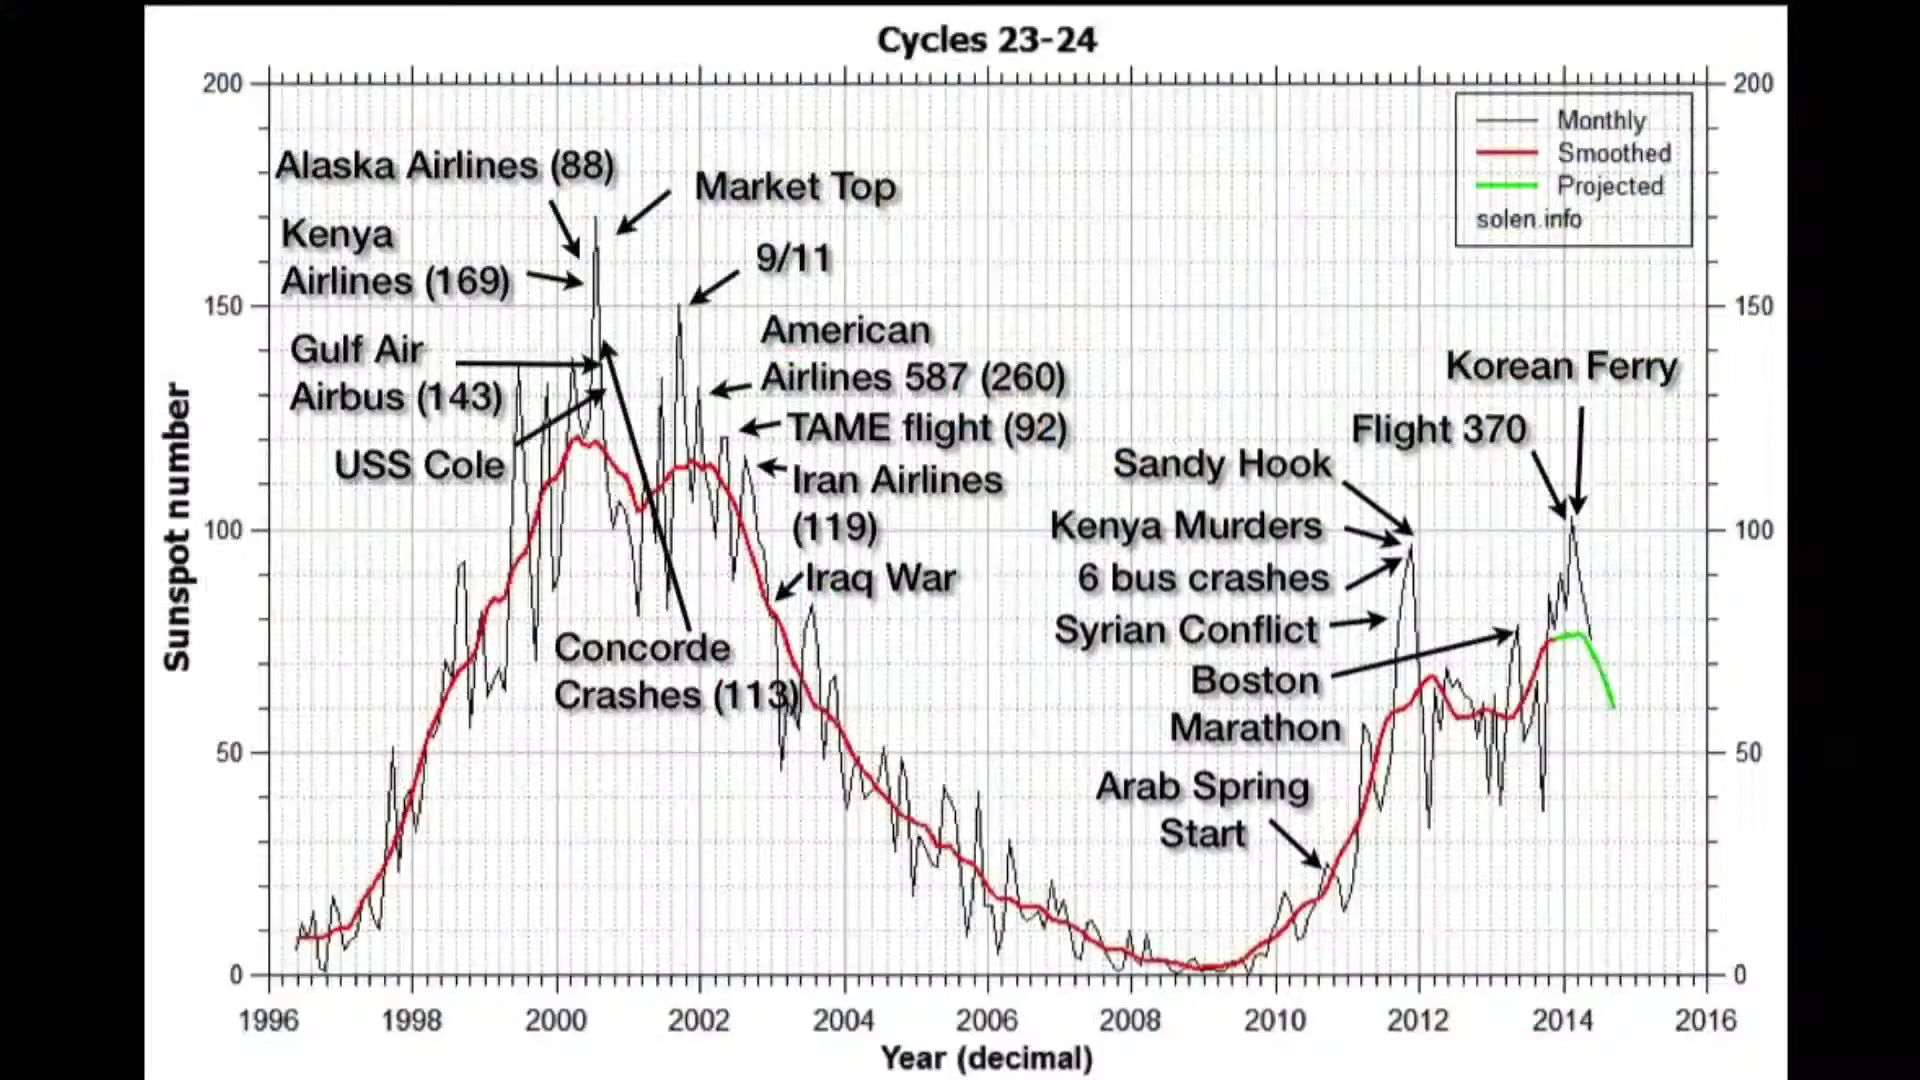 Cycles 23-24
200
200
Monthly
Smoothed
Projected
solen.info
Alaska Airlines (88)
Market Top
Kenya
Airlines (169)
9/11
150
150
American
Airlines 587 (260)
Gulf Air
Airbus (143)
Korean Ferry
TAME flight (92)
Flight 370
USS Cole
Sandy Hook
Iran Airlines
(119)
100
100
Kenya Murders
Iraq War
6 bus crashes
Syrian Conflict
Concorde
Crashes (113)
Boston
Marathon
50
50
Arab Spring
Start
0
0
Sunspot number
1996 1998 2000 2002 2004 2006 2008 2010 2012 2014 2016
Year (decimal)